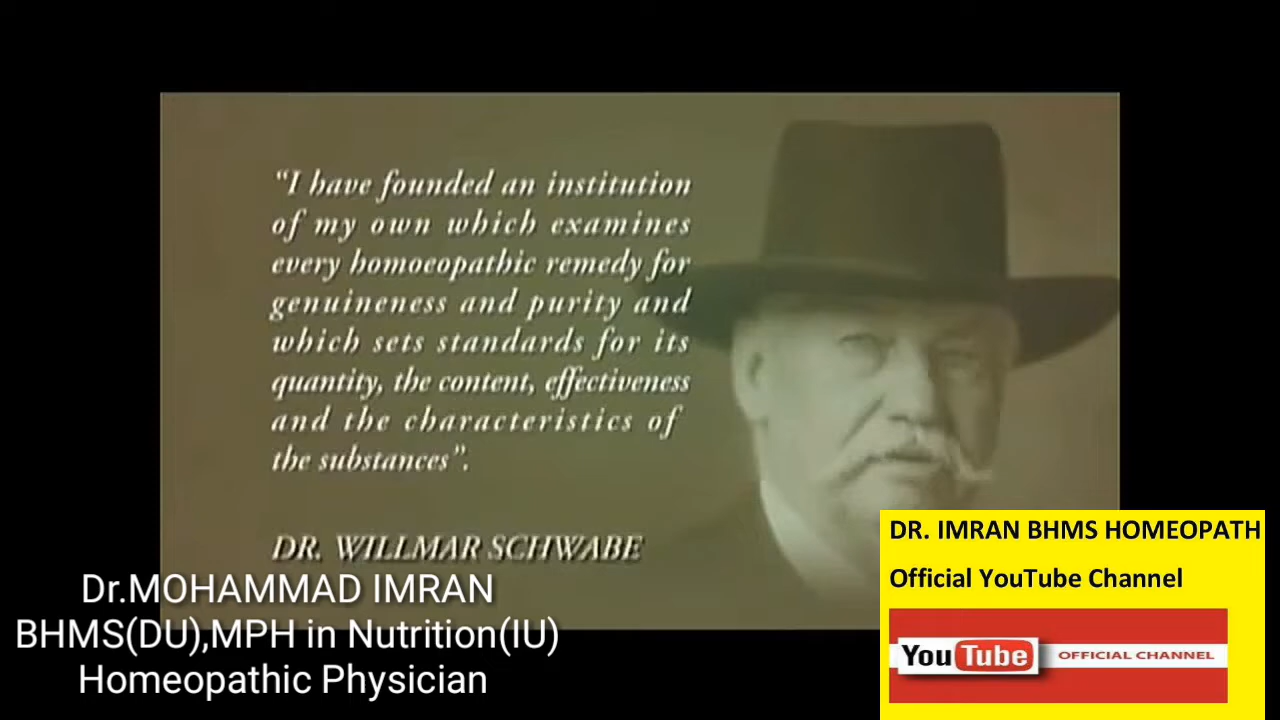 “I have founded an institution
of my own which examines
every homoeopathic remedy for
genuineness and purity and
which sets standards for its
quantity, the content, effectiveness
and the characteristics of
the substances”.
DR. WILLMAR SCHWABE
Dr.MOHAMMAD IMRAN
BHMS(DU),MPH in Nutrition(IU)
Homeopathic Physician
DR. IMRAN BHMS HOMEOPATH
Official YouTube Channel
YouTube OFFICIAL CHANNEL